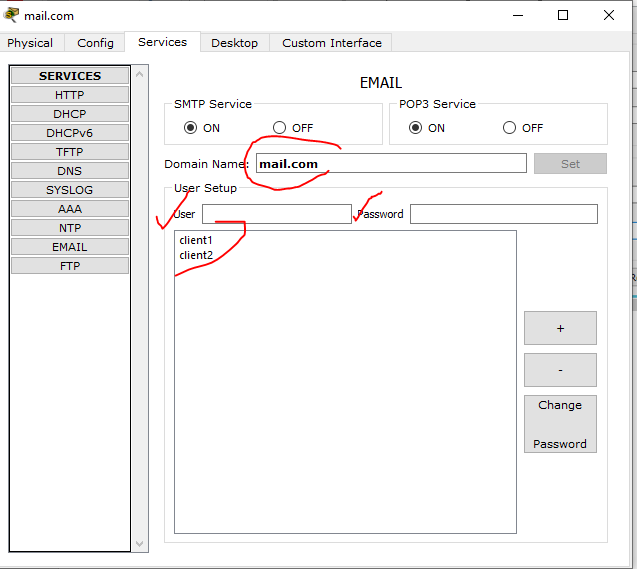 mail.com
Physical Config Services Desktop Custom Interface
SERVICES
HTTP
DHCP
DHCPv6
TFTP
DNS
SYSLOG
AAA
NTP
EMAIL
FTP
EMAIL
SMTP Service
ON OFF
POP3 Service
ON OFF
Domain Name: mail.com Set
User Setup
User Password
client1
client2
+
-
Change
Password